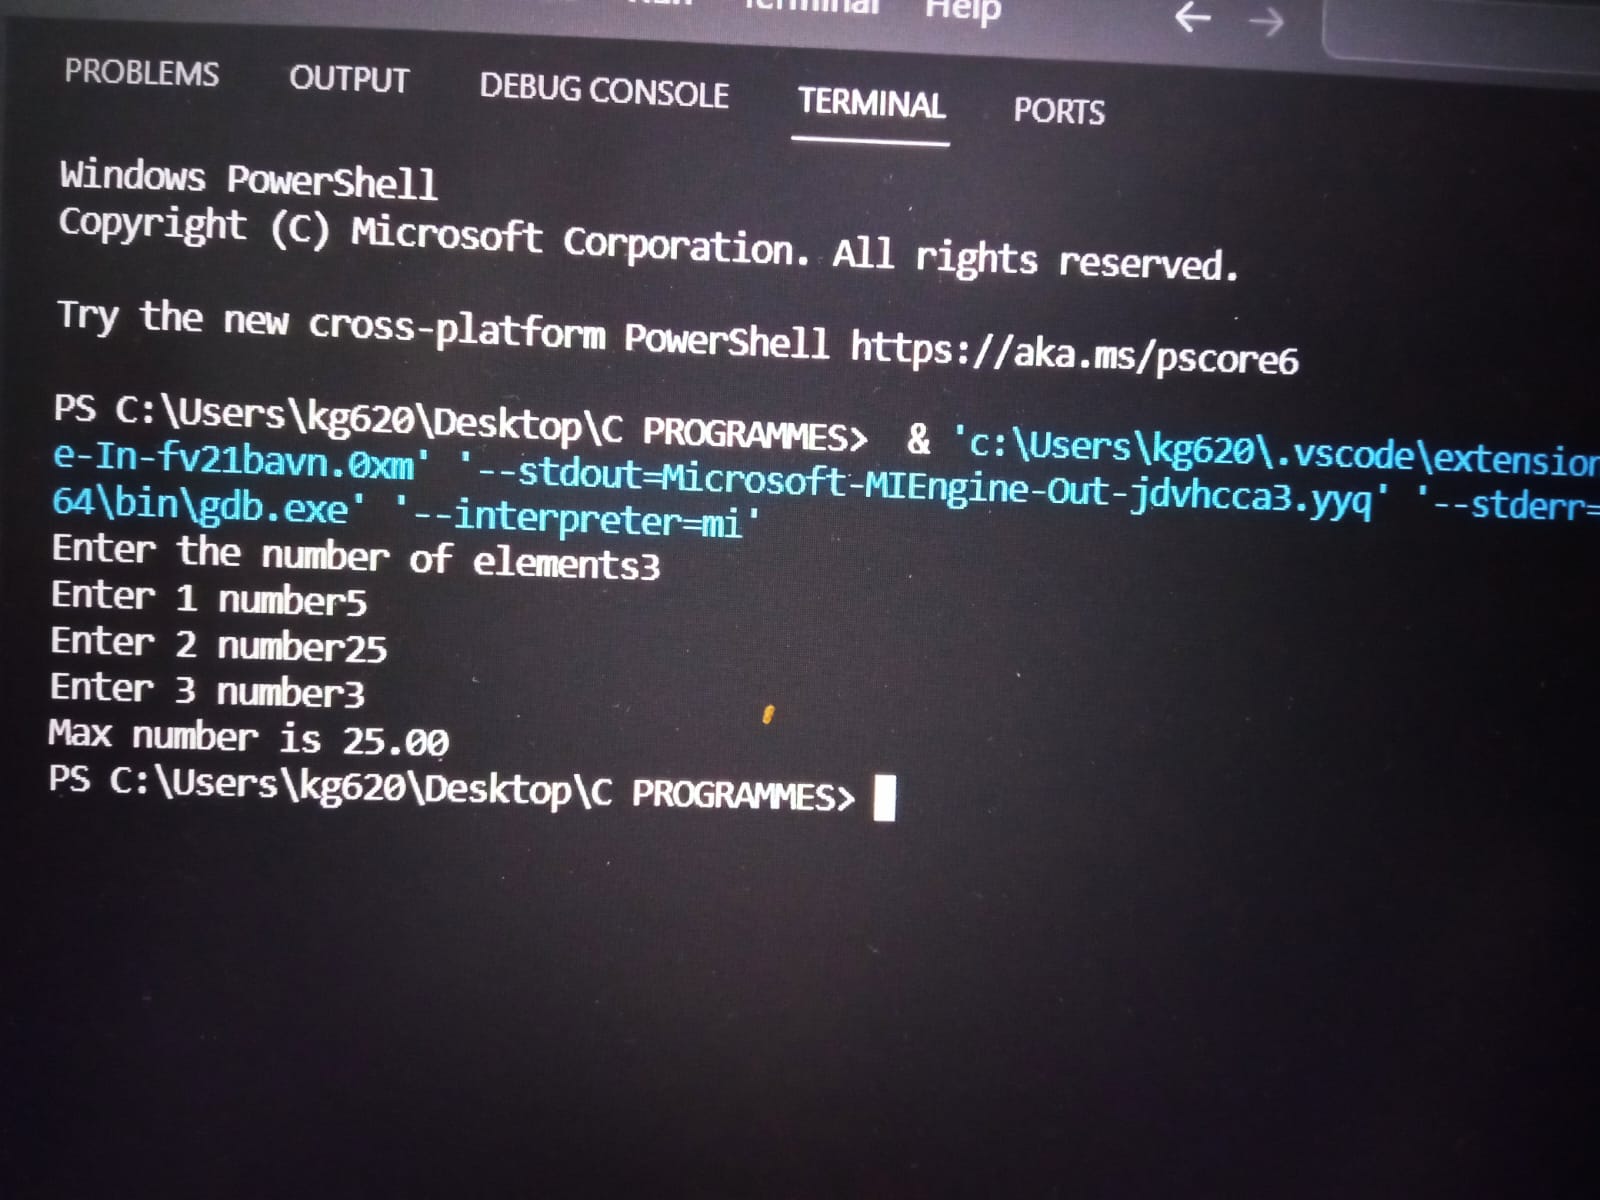 Terminal Help
PROBLEMS OUTPUT DEBUG CONSOLE TERMINAL PORTS
Windows PowerShell
Copyright (C) Microsoft Corporation. All rights reserved.
Try the new cross-platform PowerShell https://aka.ms/pscore6
PS C:\Users\kg620\Desktop\C PROGRAMMES>  & 'c:\Users\kg620\.vscode\extension
e-In-fv21bavn.0xm' '--stdout=Microsoft-MIEngine-Out-jdvhcca3.yyq' '--stderr=
64\bin\gdb.exe' '--interpreter=mi'
Enter the number of elements3
Enter 1 number5
Enter 2 number25
Enter 3 number3
Max number is 25.00
PS C:\Users\kg620\Desktop\C PROGRAMMES>